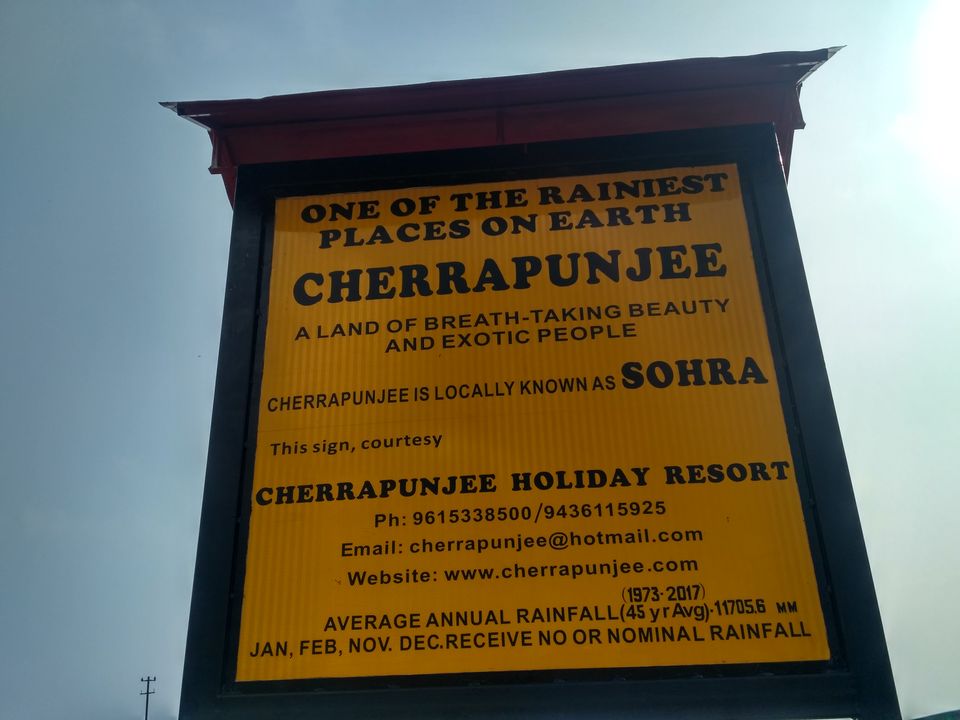 ONE OF THE RAINIEST
PLACES ON EARTH
CHERRAPUNJEE
A LAND OF BREATH-TAKING BEAUTY
AND EXOTIC PEOPLE
CHERRAPUNJEE IS LOCALLY KNOWN AS SOHRA
This sign, courtesy
CHERRAPUNJEE HOLIDAY RESORT
Ph: 9615338500/9436115925
Email: cherrapunjee@hotmail.com
Website: www.cherrapunjee.com
(1973-2017)
AVERAGE ANNUAL RAINFALL(45 yr Avg)-11705.6 MM
JAN, FEB, NOV. DEC.RECEIVE NO OR NOMINAL RAINFALL